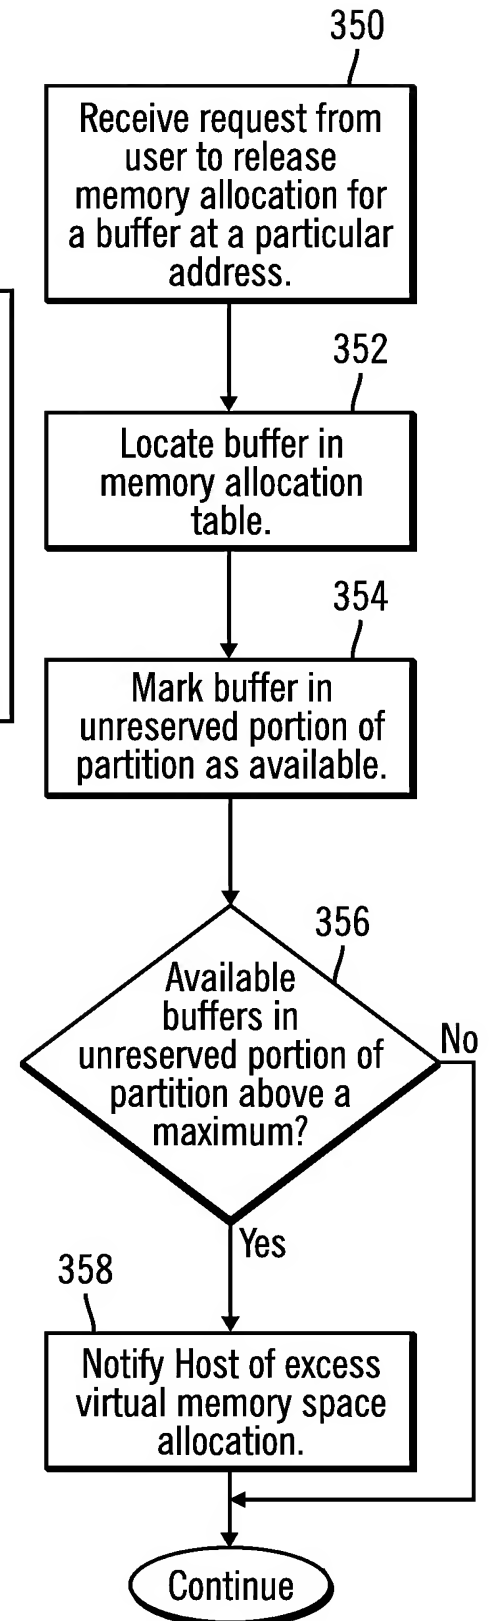 350
Receive request from
user to release
memory allocation for
a buffer at a particular
address.
352
Locate buffer in
memory allocation
table.
354
Mark buffer in
unreserved portion of
partition as available.
356
Available
buffers in
unreserved portion of
partition above a
maximum?
No
Yes
358
Notify Host of excess
virtual memory space
allocation.
Continue